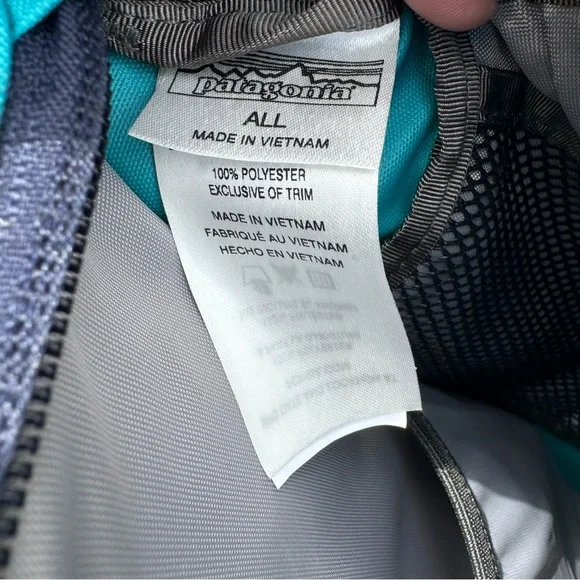 patagonia®
ALL
MADE IN VIETNAM
100% POLYESTER
EXCLUSIVE OF TRIM
MADE IN VIETNAM
FABRIQUÉ AU VIETNAM
HECHO EN VIETNAM